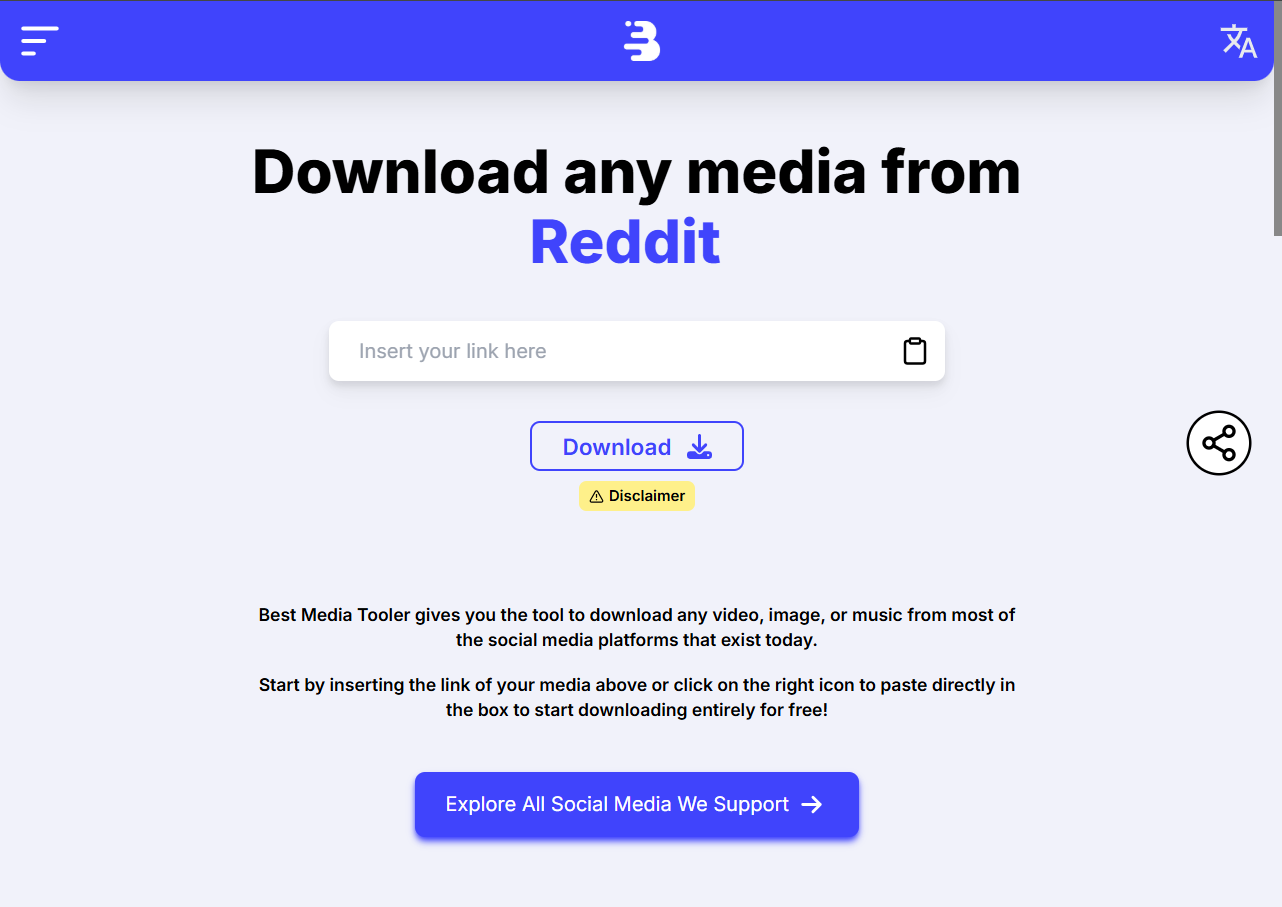 Download any media from
Reddit
Insert your link here
Download
Disclaimer
Best Media Tooler gives you the tool to download any video, image, or music from most of
the social media platforms that exist today.
Start by inserting the link of your media above or click on the right icon to paste directly in
the box to start downloading entirely for free!
Explore All Social Media We Support